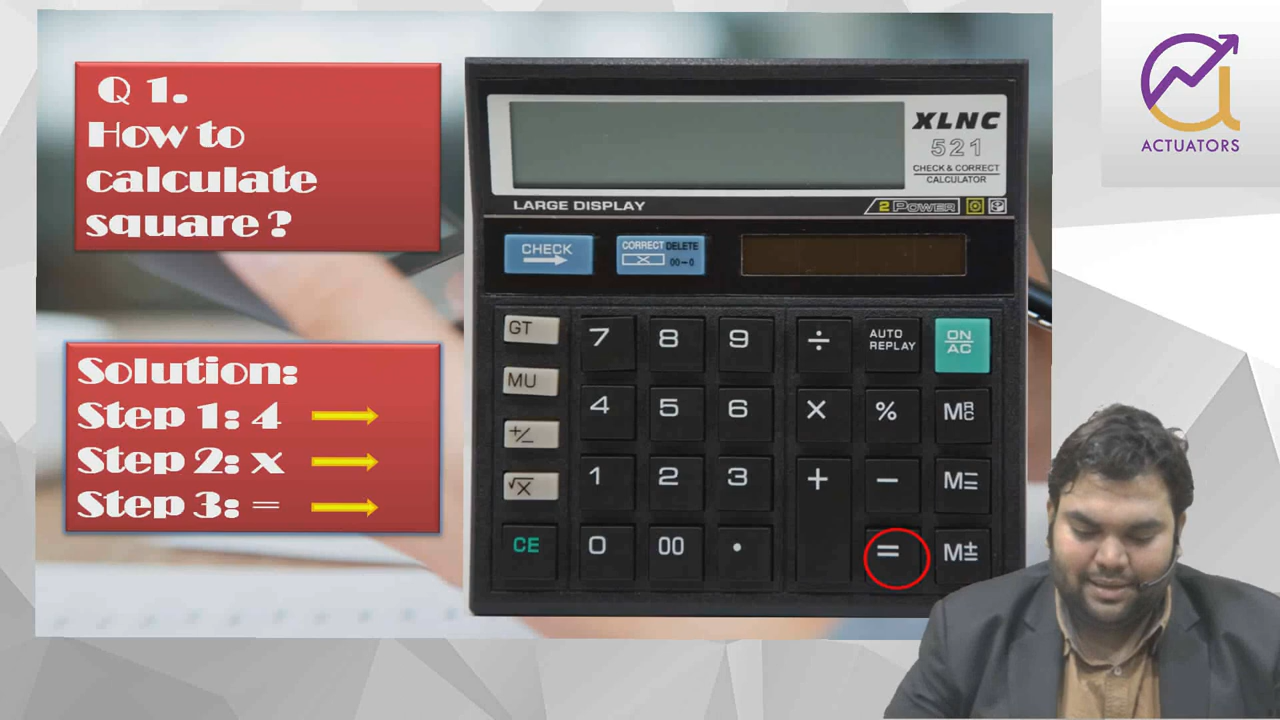 Q 1.
How to
calculate
square ?
Solution:
Step 1: 4
Step 2: x
Step 3: =
XLNC
521
CHECK & CORRECT
CALCULATOR
LARGE DISPLAY
2 POWER
CHECK
CORRECT DELETE
X 00→0
GT 7 8 9 ÷ AUTO REPLAY ON/AC
MU 4 5 6 X % MRC
+/− 1 2 3 + − M=
√X
CE 0 00 • = M±
ACTUATORS